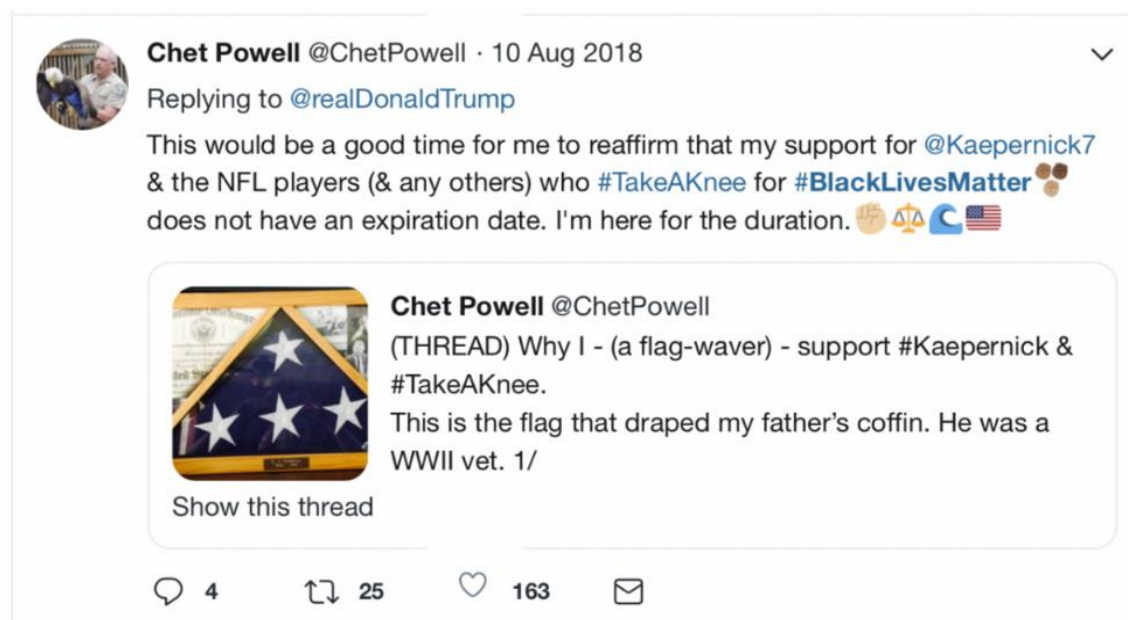 Chet Powell @ChetPowell · 10 Aug 2018
Replying to @realDonaldTrump
This would be a good time for me to reaffirm that my support for @Kaepernick7
& the NFL players (& any others) who #TakeAKnee for #BlackLivesMatter
does not have an expiration date. I'm here for the duration.
Chet Powell @ChetPowell
(THREAD) Why I - (a flag-waver) - support #Kaepernick &
#TakeAKnee.
This is the flag that draped my father’s coffin. He was a
WWII vet. 1/
Show this thread
4 25 163